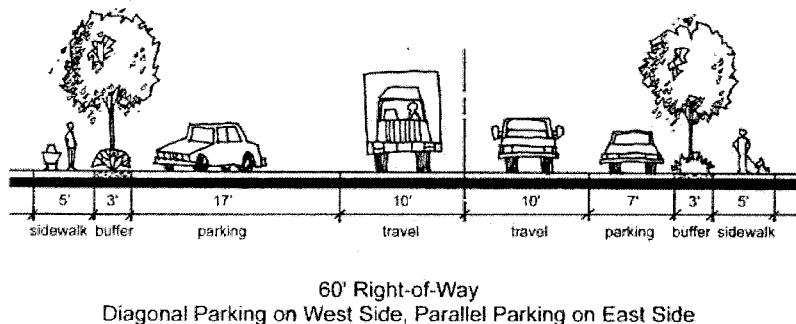 5' 3' 17' 10' 10' 7' 3' 5'
sidewalk buffer parking travel travel parking buffer sidewalk
60' Right-of-Way
Diagonal Parking on West Side, Parallel Parking on East Side